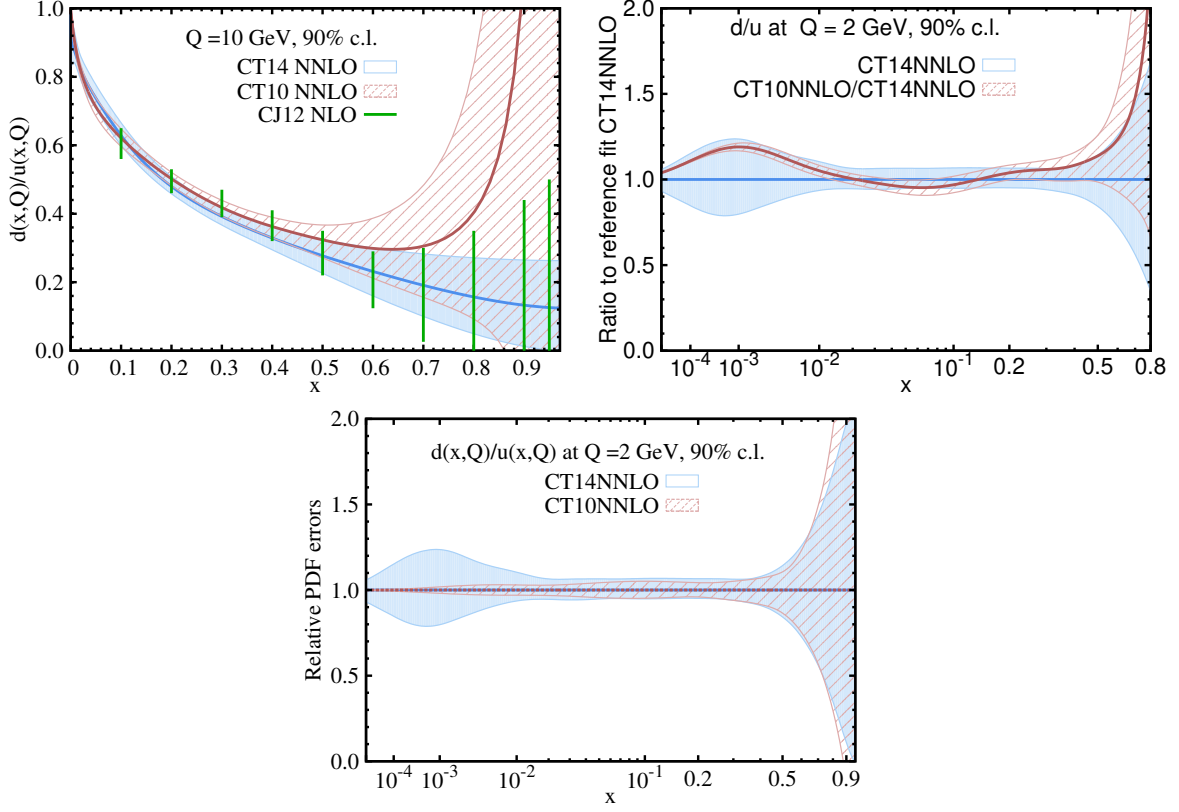 1.0
0.8
0.6
0.4
0.2
0.0
d(x,Q)/u(x,Q)
Q =10 GeV, 90% c.l.
CT14 NNLO
CT10 NNLO
CJ12 NLO
0 0.1 0.2 0.3 0.4 0.5 0.6 0.7 0.8 0.9
x
2.0
1.5
1.0
0.5
0.0
Ratio to reference fit CT14NNLO
d/u at Q = 2 GeV, 90% c.l.
CT14NNLO
CT10NNLO/CT14NNLO
10⁻⁴ 10⁻³ 10⁻² 10⁻¹ 0.2 0.5 0.8
x
2.0
1.5
1.0
0.5
0.0
Relative PDF errors
d(x,Q)/u(x,Q) at Q =2 GeV, 90% c.l.
CT14NNLO
CT10NNLO
10⁻⁴ 10⁻³ 10⁻² 10⁻¹ 0.2 0.5 0.9
x